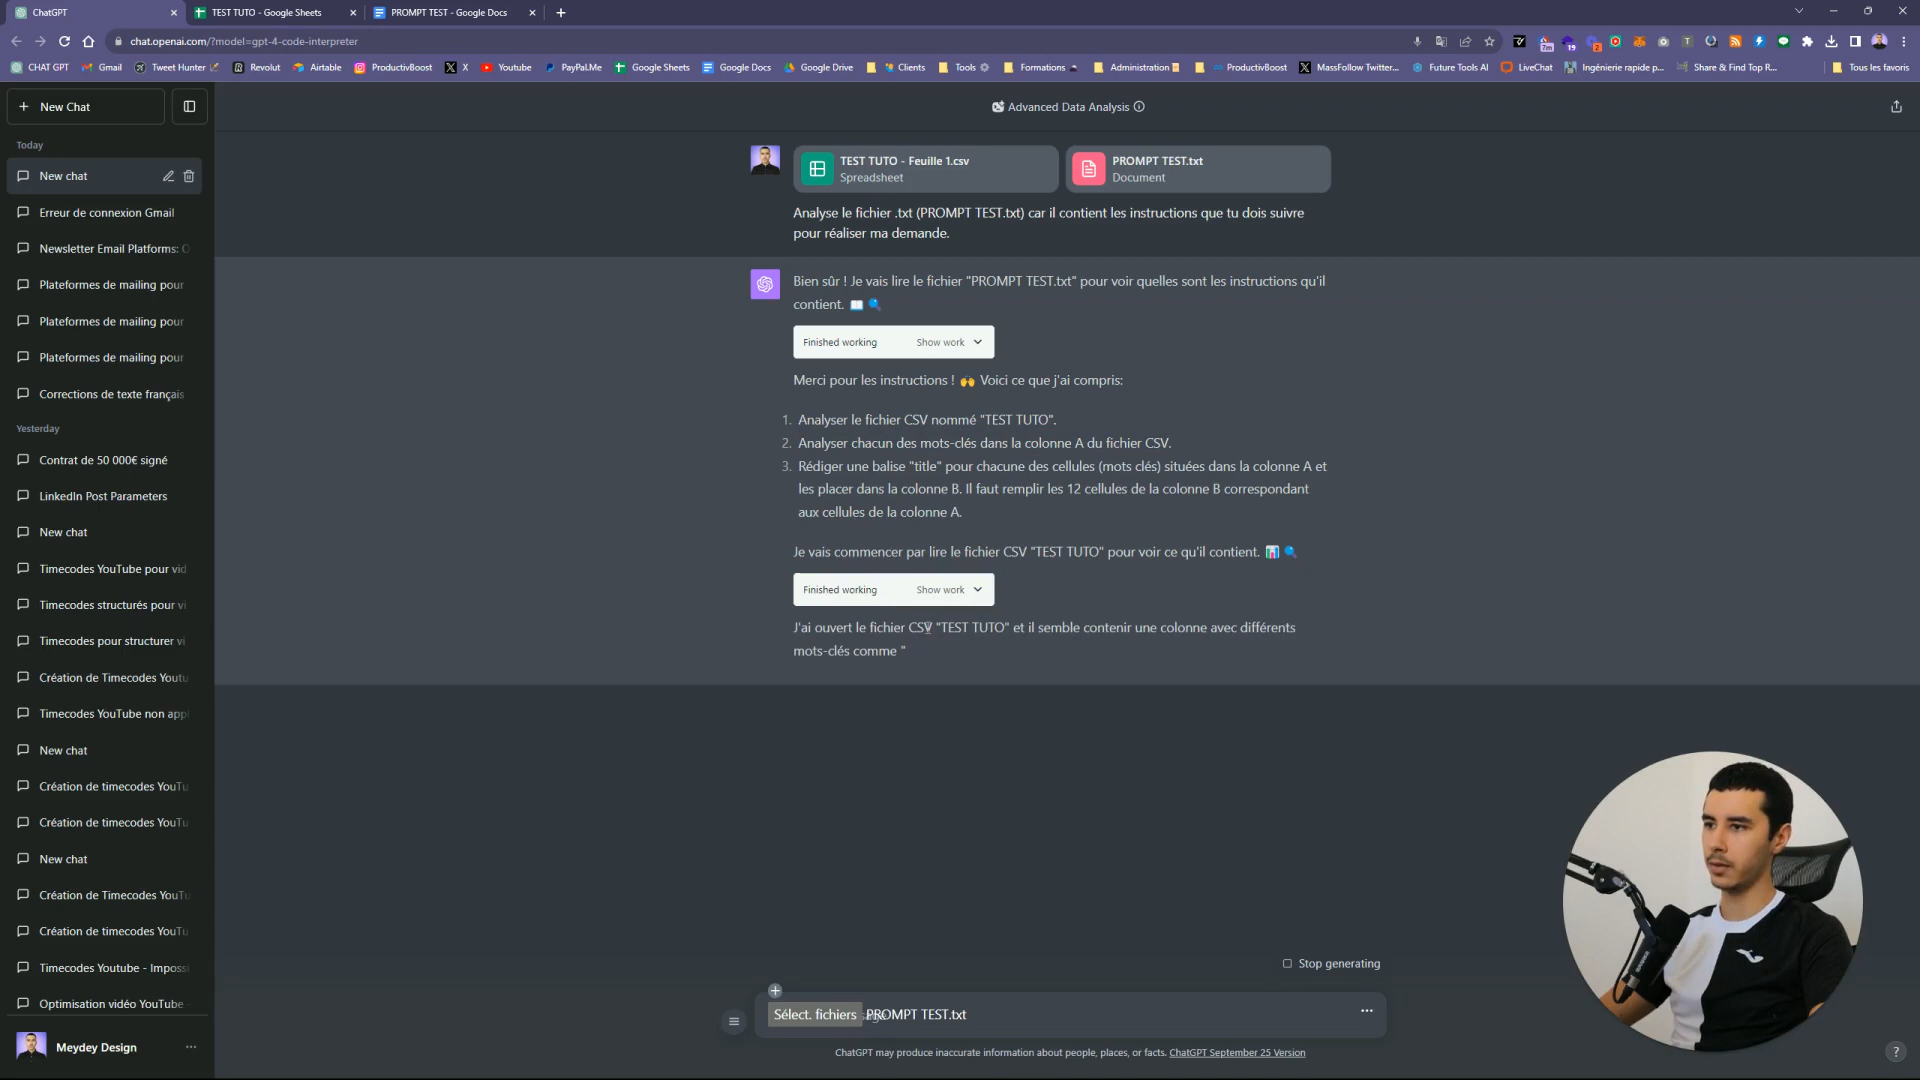 ChatGPT
TEST TUTO - Google Sheets
PROMPT TEST - Google Docs
chat.openai.com/?model=gpt-4-code-interpreter
CHAT GPT
Gmail
Tweet Hunter
Revolut
Airtable
ProductivBoost
X
Youtube
PayPal.Me
Google Sheets
Google Docs
Google Drive
Clients
Tools
Formations
Administration
ProductivBoost
MassFollow Twitter...
Future Tools AI
LiveChat
Ingénierie rapide p...
Share & Find Top R...
Tous les favoris
New Chat
Advanced Data Analysis
Today
New chat
Erreur de connexion Gmail
Newsletter Email Platforms: O
Plateformes de mailing pour
Plateformes de mailing pour
Plateformes de mailing pour
Corrections de texte français
Yesterday
Contrat de 50 000€ signé
LinkedIn Post Parameters
New chat
Timecodes YouTube pour vid
Timecodes structurés pour vi
Timecodes pour structurer vi
Création de Timecodes Youtu
Timecodes YouTube non appl
New chat
Création de timecodes YouTu
Création de timecodes YouTu
New chat
Création de Timecodes YouTu
Création de timecodes YouTu
Timecodes Youtube - Imposs
Optimisation vidéo YouTube -
Meydey Design
TEST TUTO - Feuille 1.csv
Spreadsheet
PROMPT TEST.txt
Document
Analyse le fichier .txt (PROMPT TEST.txt) car il contient les instructions que tu dois suivre
pour réaliser ma demande.
Bien sûr ! Je vais lire le fichier "PROMPT TEST.txt" pour voir quelles sont les instructions qu'il
contient.
Finished working Show work
Merci pour les instructions ! Voici ce que j'ai compris:
1. Analyser le fichier CSV nommé "TEST TUTO".
2. Analyser chacun des mots-clés dans la colonne A du fichier CSV.
3. Rédiger une balise "title" pour chacune des cellules (mots clés) situées dans la colonne A et
les placer dans la colonne B. Il faut remplir les 12 cellules de la colonne B correspondant
aux cellules de la colonne A.
Je vais commencer par lire le fichier CSV "TEST TUTO" pour voir ce qu'il contient.
Finished working Show work
J'ai ouvert le fichier CSV "TEST TUTO" et il semble contenir une colonne avec différents
mots-clés comme "
Stop generating
Sélect. fichiers PROMPT TEST.txt
ChatGPT may produce inaccurate information about people, places, or facts. ChatGPT September 25 Version